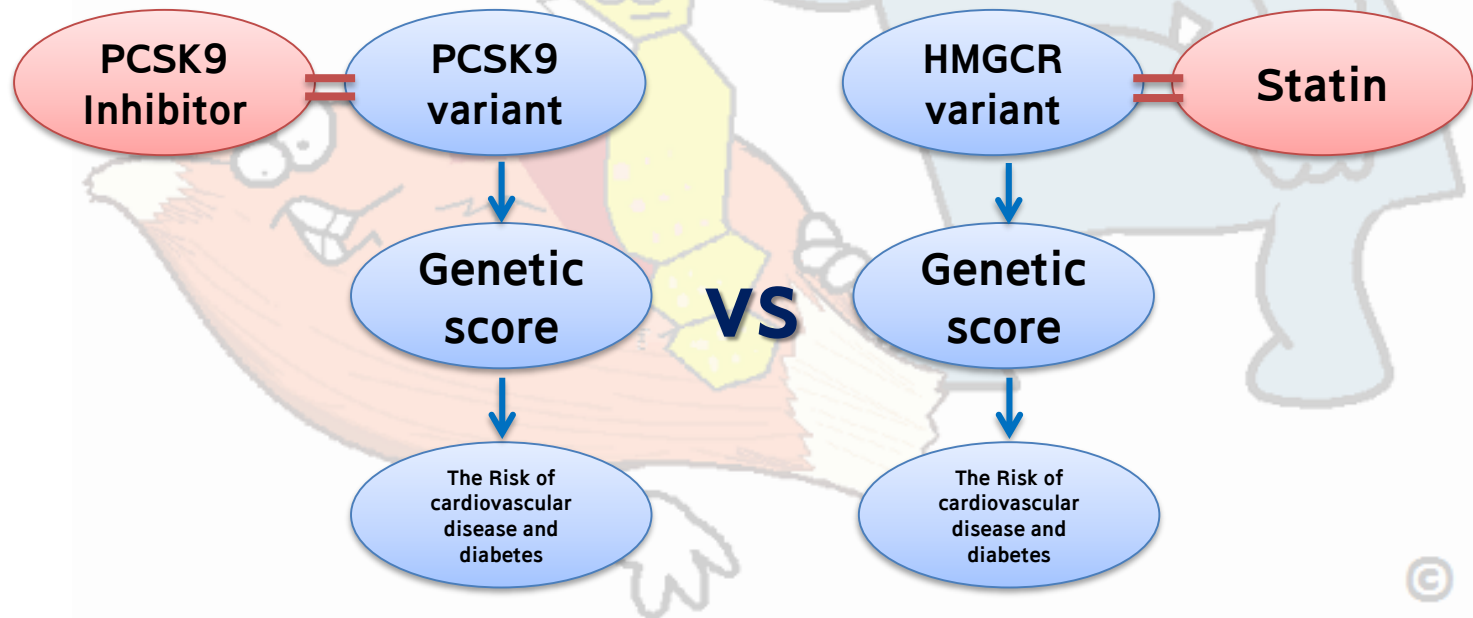 PCSK9
Inhibitor
=
PCSK9
variant
HMGCR
variant
=
Statin
Genetic
score
vs
Genetic
score
The Risk of
cardiovascular
disease and
diabetes
The Risk of
cardiovascular
disease and
diabetes
©